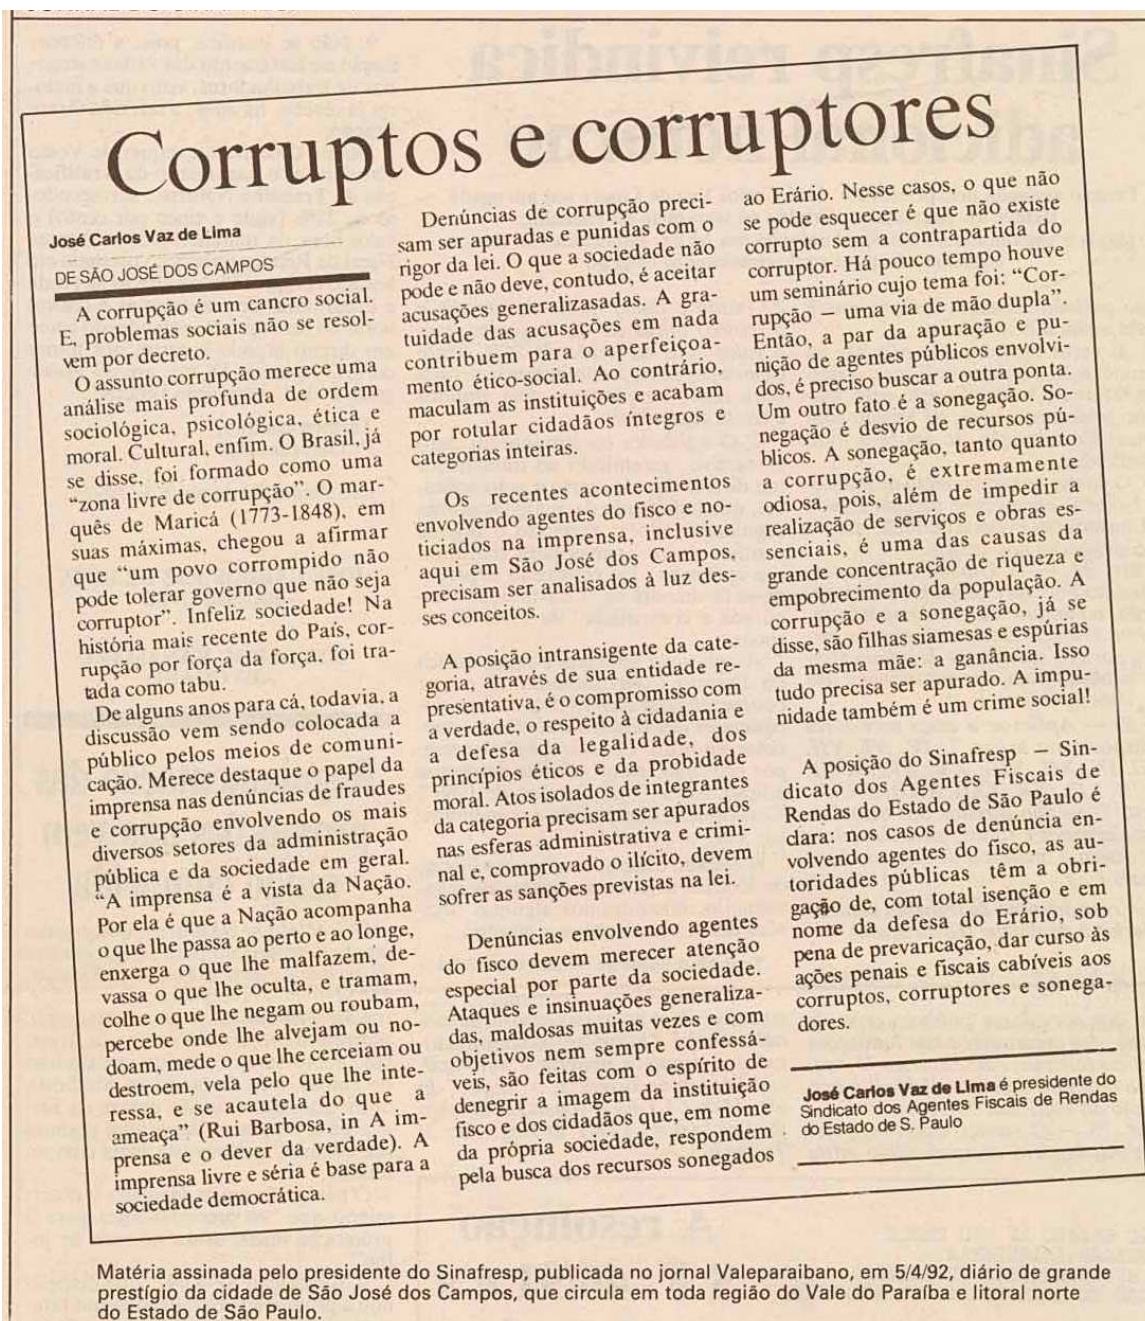 Corruptos e corruptores
José Carlos Vaz de Lima
DE SÃO JOSÉ DOS CAMPOS
A corrupção é um cancro social.
E, problemas sociais não se resol-
vem por decreto.
O assunto corrupção merece uma
análise mais profunda de ordem
sociológica, psicológica, ética e
moral. Cultural, enfim. O Brasil, já
se disse, foi formado como uma
“zona livre de corrupção”. O mar-
quês de Maricá (1773-1848), em
suas máximas, chegou a afirmar
que “um povo corrompido não
pode tolerar governo que não seja
corruptor”. Infeliz sociedade! Na
história mais recente do País, cor-
rupção por força da força, foi tra-
tada como tabu.
De alguns anos para cá, todavia, a
discussão vem sendo colocada a
público pelos meios de comuni-
cação. Merece destaque o papel da
imprensa nas denúncias de fraudes
e corrupção envolvendo os mais
diversos setores da administração
pública e da sociedade em geral.
“A imprensa é a vista da Nação.
Por ela é que a Nação acompanha
o que lhe passa ao perto e ao longe,
enxerga o que lhe malfazem, de-
vassa o que lhe oculta, e tramam,
colhe o que lhe negam ou roubam,
percebe onde lhe alvejam ou no-
doam, mede o que lhe cerceiam ou
destroem, vela pelo que lhe inte-
ressa, e se acautela do que a
ameaça” (Rui Barbosa, in A im-
prensa e o dever da verdade). A
imprensa livre e séria é base para a
sociedade democrática.
Denúncias de corrupção preci-
sam ser apuradas e punidas com o
rigor da lei. O que a sociedade não
pode e não deve, contudo, é aceitar
acusações generalizasadas. A gra-
tuidade das acusações em nada
contribuem para o aperfeiçoa-
mento ético-social. Ao contrário,
maculam as instituições e acabam
por rotular cidadãos íntegros e
categorias inteiras.
Os recentes acontecimentos
envolvendo agentes do fisco e no-
ticiados na imprensa, inclusive
aqui em São José dos Campos,
precisam ser analisados à luz des-
ses conceitos.
A posição intransigente da cate-
goria, através de sua entidade re-
presentativa, é o compromisso com
a verdade, o respeito à cidadania e
a defesa da legalidade, dos
princípios éticos e da probidade
moral. Atos isolados de integrantes
da categoria precisam ser apurados
nas esferas administrativa e crimi-
nal e, comprovado o ilícito, devem
sofrer as sanções previstas na lei.
Denúncias envolvendo agentes
do fisco devem merecer atenção
especial por parte da sociedade.
Ataques e insinuações generaliza-
das, maldosas muitas vezes e com
objetivos nem sempre confessá-
veis, são feitas com o espírito de
denegrir a imagem da instituição
fisco e dos cidadãos que, em nome
da própria sociedade, respondem
pela busca dos recursos sonegados
ao Erário. Nesse casos, o que não
se pode esquecer é que não existe
corrupto sem a contrapartida do
corruptor. Há pouco tempo houve
um seminário cujo tema foi: “Cor-
rupção — uma via de mão dupla”.
Então, a par da apuração e pu-
nição de agentes públicos envolvi-
dos, é preciso buscar a outra ponta.
Um outro fato é a sonegação. So-
negação é desvio de recursos pú-
blicos. A sonegação, tanto quanto
a corrupção, é extremamente
odiosa, pois, além de impedir a
realização de serviços e obras es-
senciais, é uma das causas da
grande concentração de riqueza e
empobrecimento da população. A
corrupção e a sonegação, já se
disse, são filhas siamesas e espúrias
da mesma mãe: a ganância. Isso
tudo precisa ser apurado. A impu-
nidade também é um crime social!
A posição do Sinafresp — Sin-
dicato dos Agentes Fiscais de
Rendas do Estado de São Paulo é
clara: nos casos de denúncia en-
volvendo agentes do fisco, as au-
toridades públicas têm a obri-
gação de, com total isenção e em
nome da defesa do Erário, sob
pena de prevaricação, dar curso às
ações penais e fiscais cabíveis aos
corruptos, corruptores e sonega-
dores.
José Carlos Vaz de Lima é presidente do
Sindicato dos Agentes Fiscais de Rendas
do Estado de S. Paulo
Matéria assinada pelo presidente do Sinafresp, publicada no jornal Valeparaibano, em 5/4/92, diário de grande
prestígio da cidade de São José dos Campos, que circula em toda região do Vale do Paraíba e litoral norte
do Estado de São Paulo.